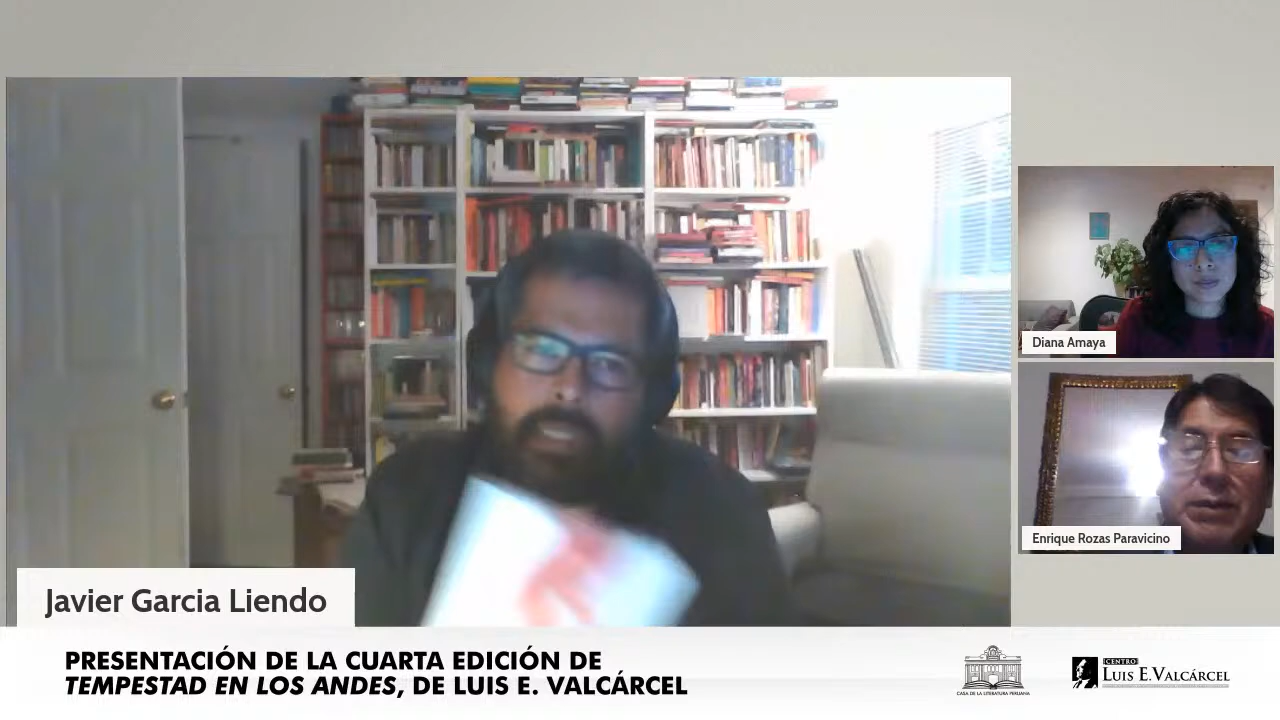 Diana Amaya
Enrique Rozas Paravicino
Javier Garcia Liendo
PRESENTACIÓN DE LA CUARTA EDICIÓN DE
TEMPESTAD EN LOS ANDES, DE LUIS E. VALCÁRCEL
CASA DE LA LITERATURA PERUANA
CENTRO
LUIS E. VALCÁRCEL